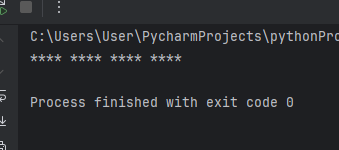 C:\Users\User\PycharmProjects\pythonPro
**** **** **** ****
Process finished with exit code 0